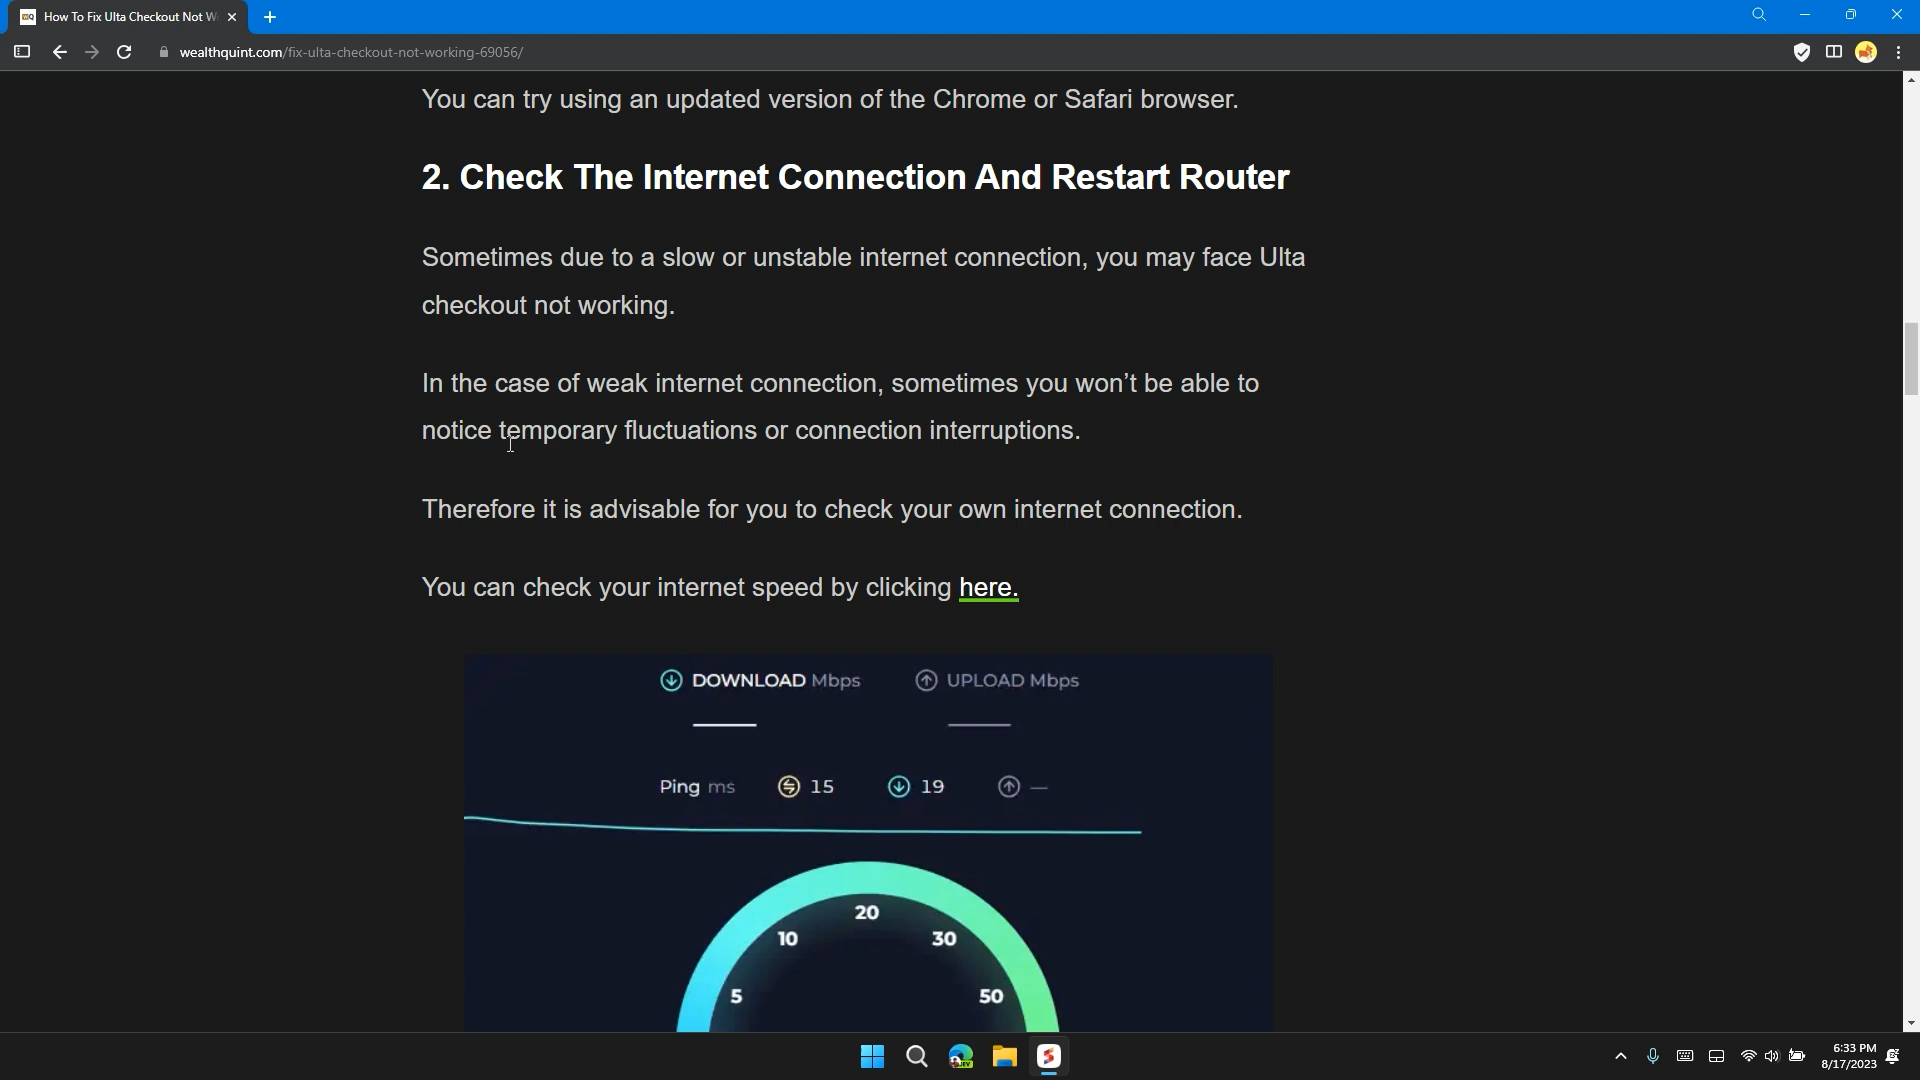 How To Fix Ulta Checkout Not W
wealthquint.com/fix-ulta-checkout-not-working-69056/
You can try using an updated version of the Chrome or Safari browser.
2. Check The Internet Connection And Restart Router
Sometimes due to a slow or unstable internet connection, you may face Ulta
checkout not working.
In the case of weak internet connection, sometimes you won’t be able to
notice temporary fluctuations or connection interruptions.
Therefore it is advisable for you to check your own internet connection.
You can check your internet speed by clicking here.
DOWNLOAD Mbps UPLOAD Mbps
Ping ms 15 19 —
20
10 30
5 50
6:33 PM
8/17/2023